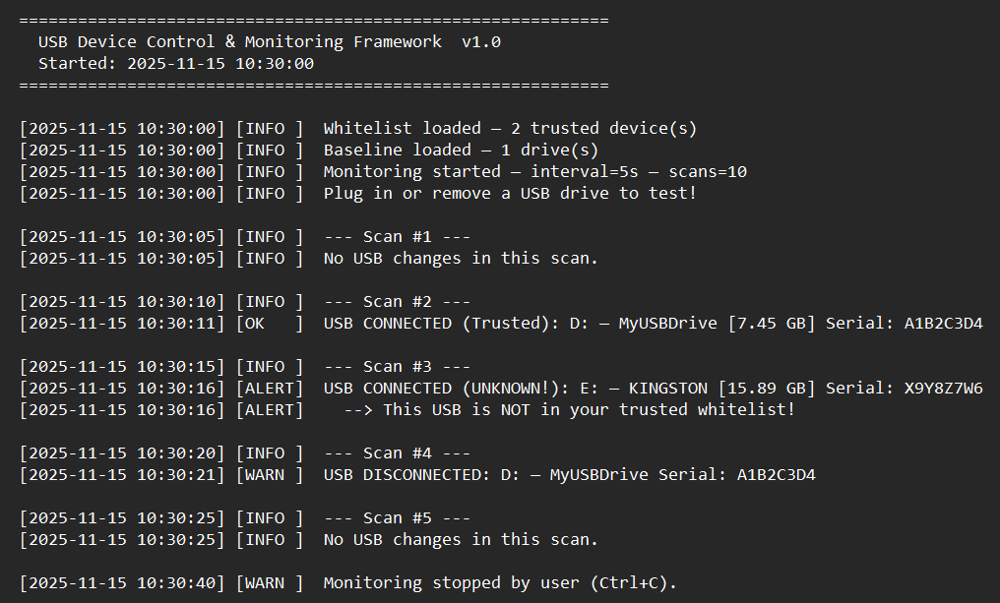 ============================================================
USB Device Control & Monitoring Framework  v1.0
Started: 2025-11-15 10:30:00
============================================================
[2025-11-15 10:30:00] [INFO ]  Whitelist loaded — 2 trusted device(s)
[2025-11-15 10:30:00] [INFO ]  Baseline loaded — 1 drive(s)
[2025-11-15 10:30:00] [INFO ]  Monitoring started — interval=5s — scans=10
[2025-11-15 10:30:00] [INFO ]  Plug in or remove a USB drive to test!
[2025-11-15 10:30:05] [INFO ]  --- Scan #1 ---
[2025-11-15 10:30:05] [INFO ]  No USB changes in this scan.
[2025-11-15 10:30:10] [INFO ]  --- Scan #2 ---
[2025-11-15 10:30:11] [OK   ]  USB CONNECTED (Trusted): D: — MyUSBDrive [7.45 GB] Serial: A1B2C3D4
[2025-11-15 10:30:15] [INFO ]  --- Scan #3 ---
[2025-11-15 10:30:16] [ALERT]  USB CONNECTED (UNKNOWN!): E: — KINGSTON [15.89 GB] Serial: X9Y8Z7W6
[2025-11-15 10:30:16] [ALERT]    --> This USB is NOT in your trusted whitelist!
[2025-11-15 10:30:20] [INFO ]  --- Scan #4 ---
[2025-11-15 10:30:21] [WARN ]  USB DISCONNECTED: D: — MyUSBDrive Serial: A1B2C3D4
[2025-11-15 10:30:25] [INFO ]  --- Scan #5 ---
[2025-11-15 10:30:25] [INFO ]  No USB changes in this scan.
[2025-11-15 10:30:40] [WARN ]  Monitoring stopped by user (Ctrl+C).